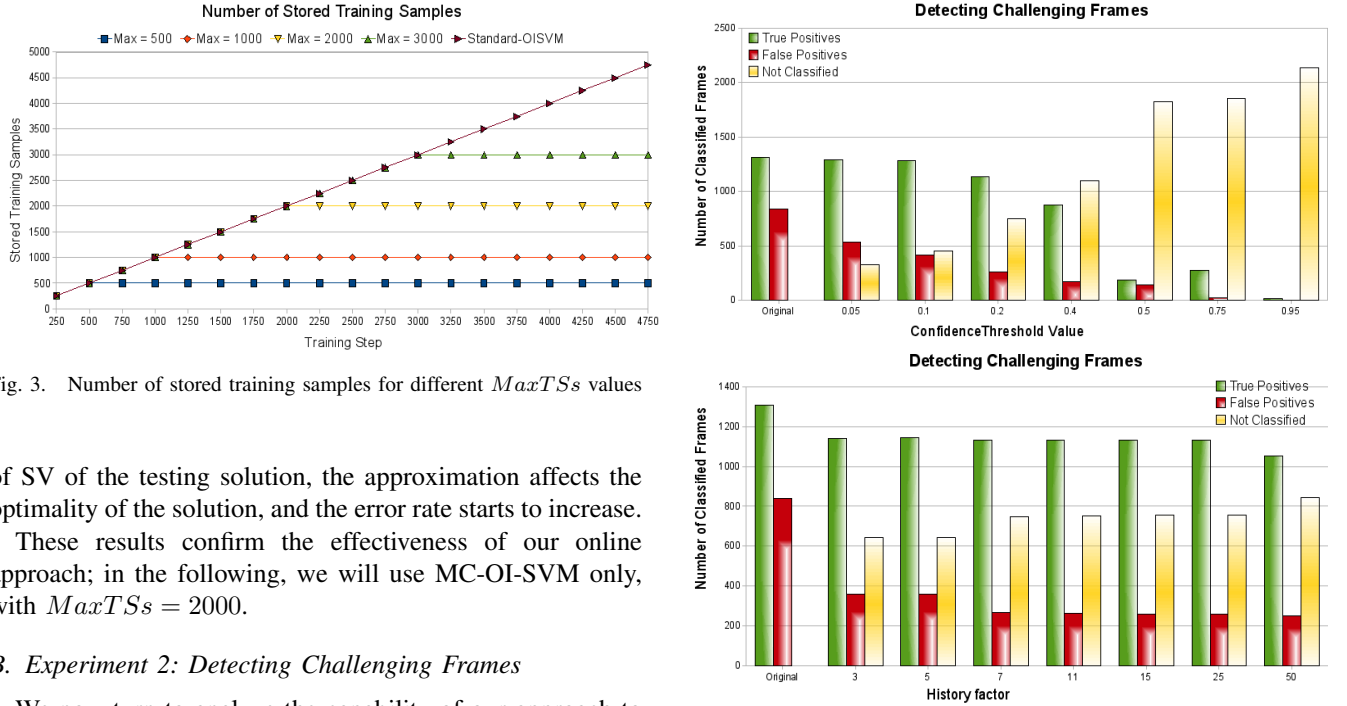 Number of Stored Training Samples
Max = 500 Max = 1000 Max = 2000 Max = 3000 Standard-OISVM
Stored Training Samples
5000
4500
4000
3500
3000
2500
2000
1500
1000
500
0
250 500 750 1000 1250 1500 1750 2000 2250 2500 2750 3000 3250 3500 3750 4000 4250 4500 4750
Training Step
ig. 3. Number of stored training samples for different MaxTSs values
of SV of the testing solution, the approximation affects the
optimality of the solution, and the error rate starts to increase.
These results confirm the effectiveness of our online
approach; in the following, we will use MC-OI-SVM only,
with MaxTSs = 2000.
B. Experiment 2: Detecting Challenging Frames
Detecting Challenging Frames
True Positives
False Positives
Not Classified
Number of Classified Frames
2500
2000
1500
1000
500
0
Original 0.05 0.1 0.2 0.4 0.5 0.75 0.95
ConfidenceThreshold Value
Detecting Challenging Frames
True Positives
False Positives
Not Classified
Number of Classified Frames
1400
1200
1000
800
600
400
200
0
Original 3 5 7 11 15 25 50
History factor